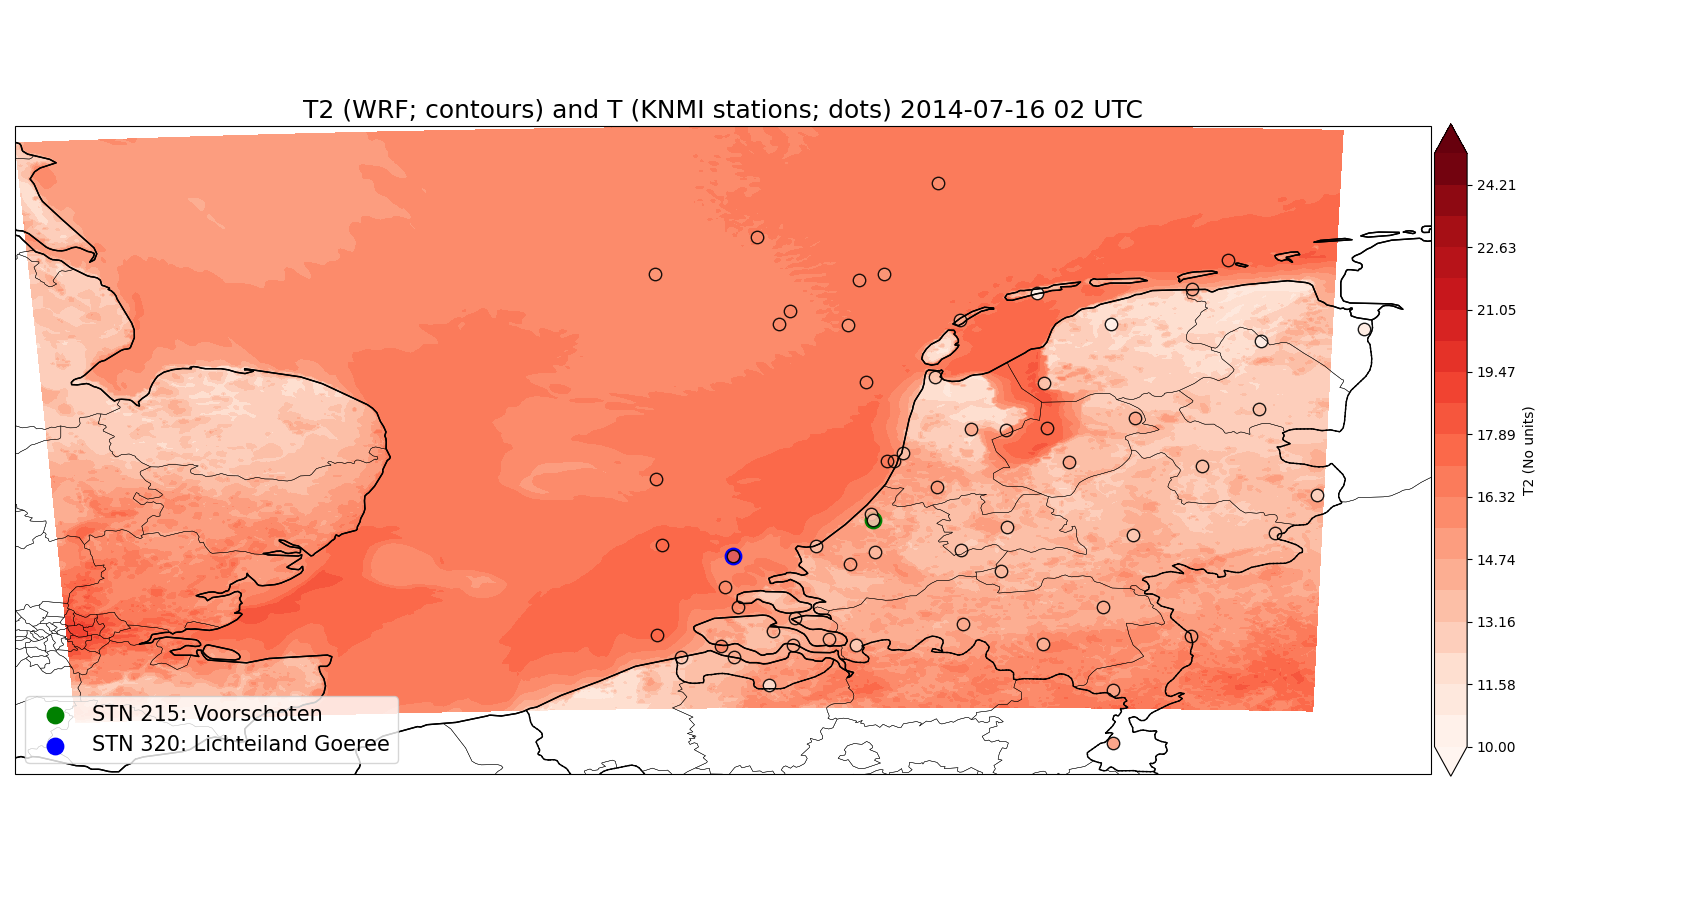 T2 (WRF; contours) and T (KNMI stations; dots) 2014-07-16 02 UTC
24.21
22.63
21.05
19.47
17.89
16.32
14.74
13.16
11.58
10.00
T2 (No units)
STN 215: Voorschoten
STN 320: Lichteiland Goeree